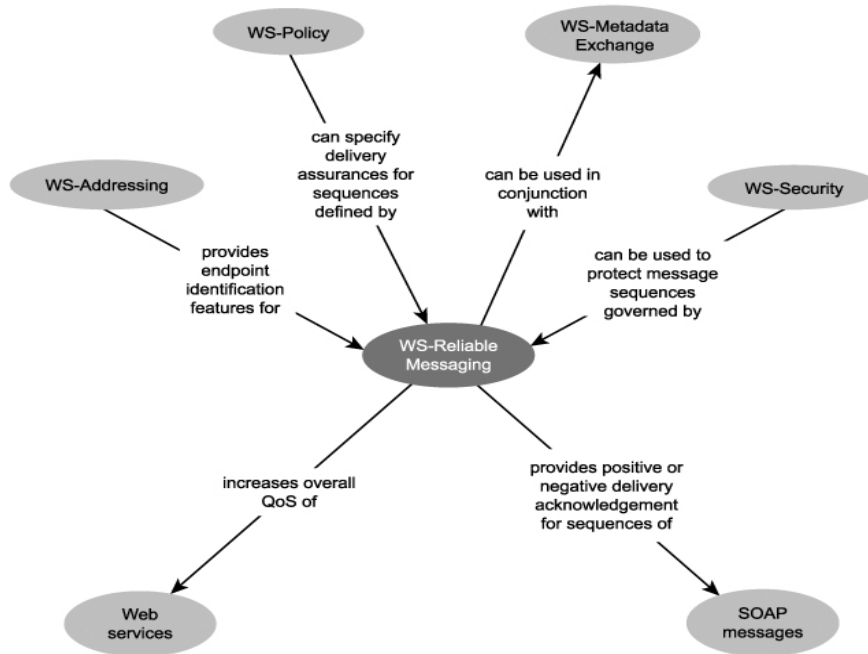 WS-Policy
WS-Metadata
Exchange
can specify
delivery
assurances for
sequences
defined by
can be used in
conjunction
with
WS-Addressing
WS-Security
provides
endpoint
identification
features for
can be used to
protect message
sequences
governed by
WS-Reliable
Messaging
increases overall
QoS of
provides positive or
negative delivery
acknowledgement
for sequences of
Web
services
SOAP
messages